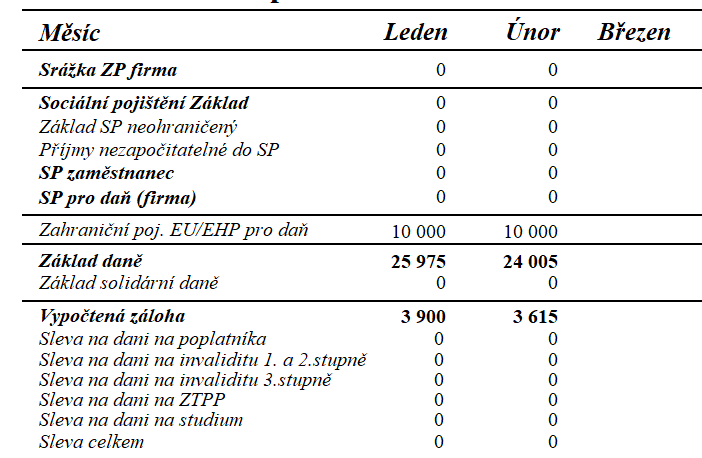 Měsíc Leden Únor Březen
Srážka ZP firma 0 0
Sociální pojištění Základ 0 0
Základ SP neohraničený 0 0
Příjmy nezapočitatelné do SP 0 0
SP zaměstnanec 0 0
SP pro daň (firma) 0 0
Zahraniční poj. EU/EHP pro daň 10 000 10 000
Základ daně 25 975 24 005
Základ solidární daně 0 0
Vypočtená záloha 3 900 3 615
Sleva na dani na poplatníka 0 0
Sleva na dani na invaliditu 1. a 2.stupně 0 0
Sleva na dani na invaliditu 3.stupně 0 0
Sleva na dani na ZTPP 0 0
Sleva na dani na studium 0 0
Sleva celkem 0 0